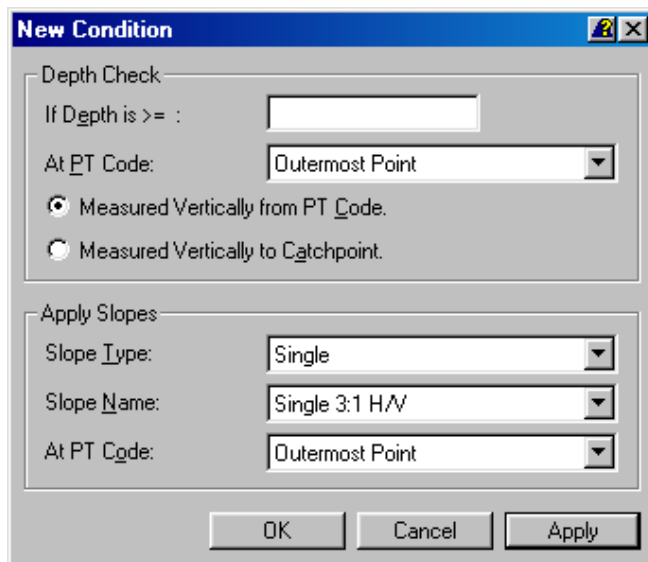 New Condition
Depth Check
If Depth is >= :
At PT Code: Outermost Point
Measured Vertically from PT Code.
Measured Vertically to Catchpoint.
Apply Slopes
Slope Type: Single
Slope Name: Single 3:1 H/V
At PT Code: Outermost Point
OK Cancel Apply